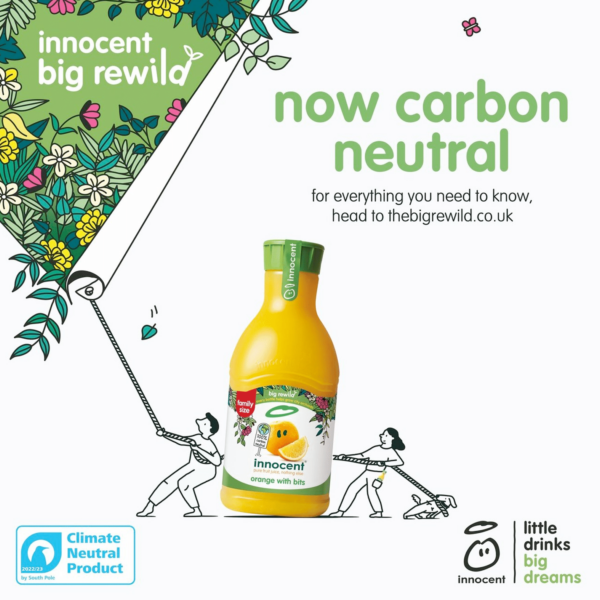 innocent
big rewild
now carbon
neutral
for everything you need to know,
head to thebigrewild.co.uk
innocent
big rewild
family
size
innocent
orange with bits
Climate
Neutral
Product
2022/23
by South Pole
innocent
little
drinks
big
dreams